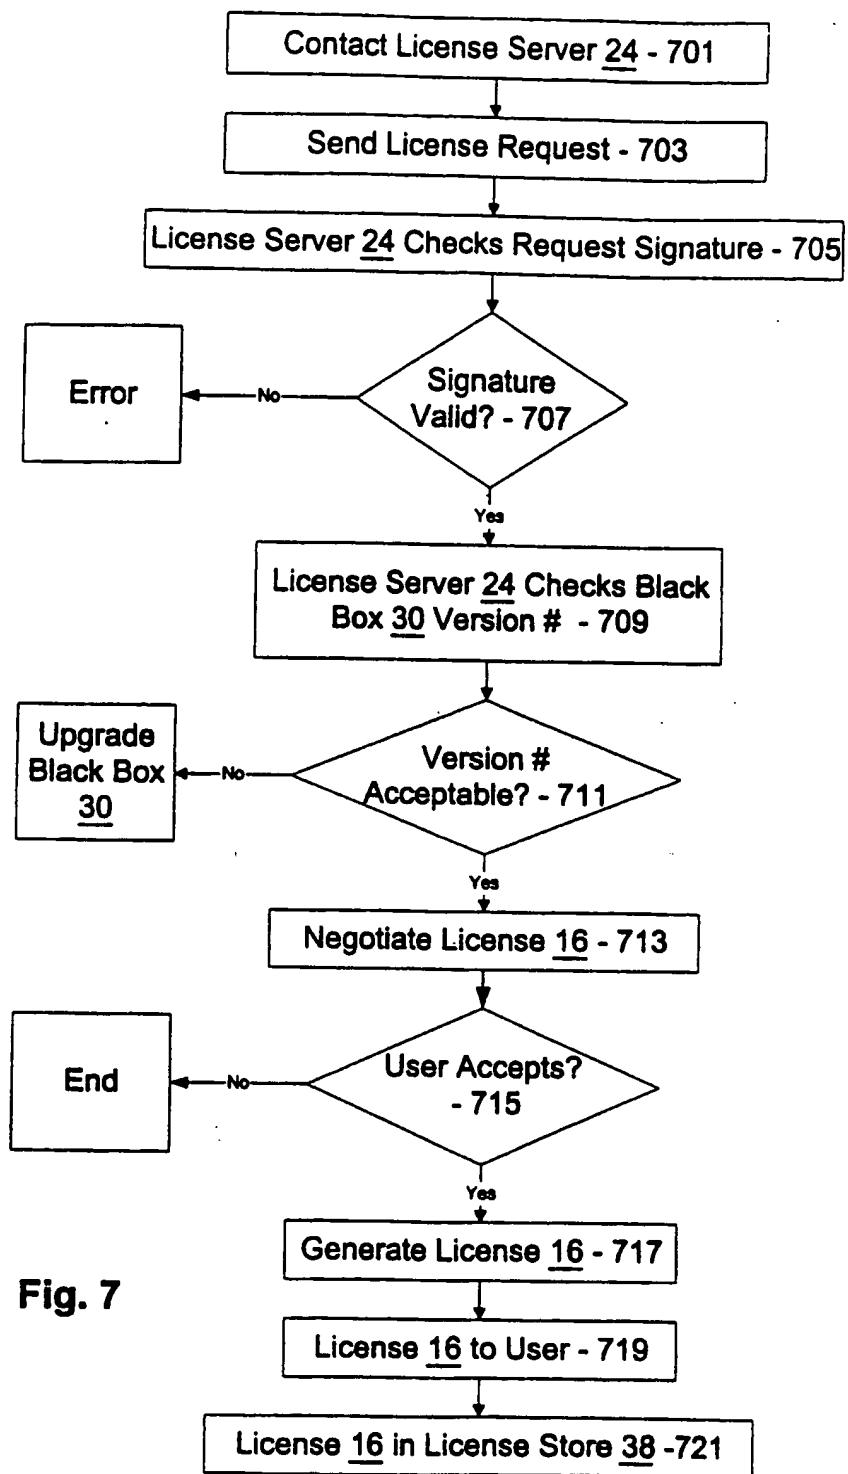 Contact License Server 24 - 701
Send License Request - 703
License Server 24 Checks Request Signature - 705
Signature
Valid? - 707
No
Error
Yes
License Server 24 Checks Black
Box 30 Version # - 709
Version #
Acceptable? - 711
No
Upgrade
Black Box
30
Yes
Negotiate License 16 - 713
User Accepts?
- 715
No
End
Yes
Generate License 16 - 717
License 16 to User - 719
License 16 in License Store 38 -721
Fig. 7